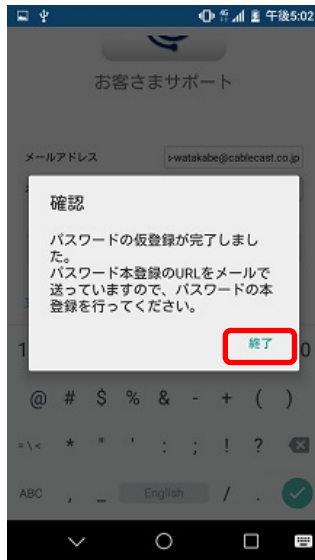 午後5:02
お客さまサポート
メールアドレス
-watakabe@cablecast.co.jp
確認
パスワードの仮登録が完了しまし
た。
パスワード本登録のURLをメールで
送っていますので、パスワードの本
登録を行ってください。
終了
1 0
@ # $ % & - + ( )
= \ < * " ' : ; ! ?
ABC , _ English / .